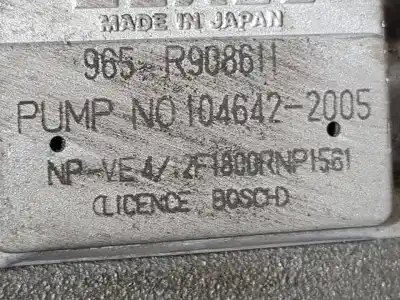 MADE IN JAPAN
965 R908611
PUMP NO 104642-2005
NP-VE4/12F1800RNP1561
(LICENCE BOSCH)